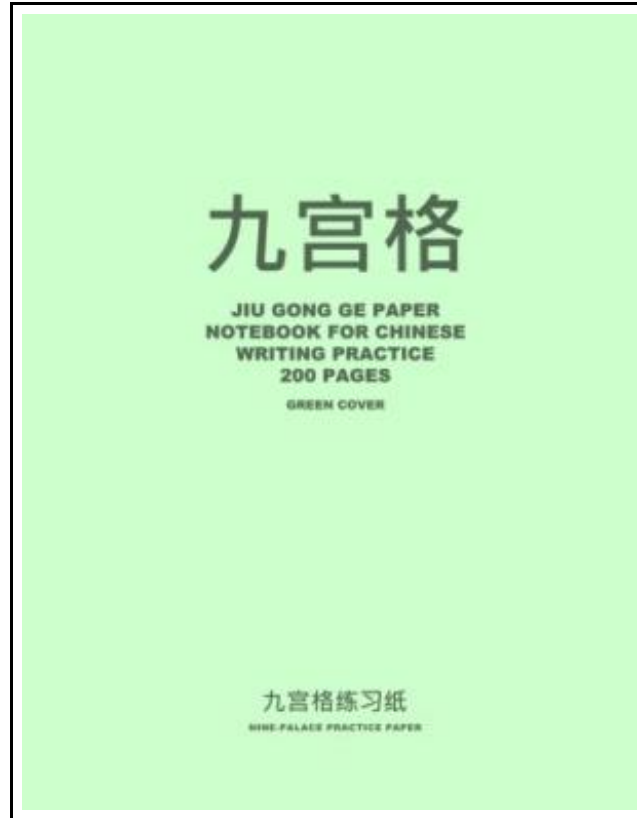 九宫格
JIU GONG GE PAPER
NOTEBOOK FOR CHINESE
WRITING PRACTICE
200 PAGES
GREEN COVER
九宫格练习纸
NINE-PALACE PRACTICE PAPER